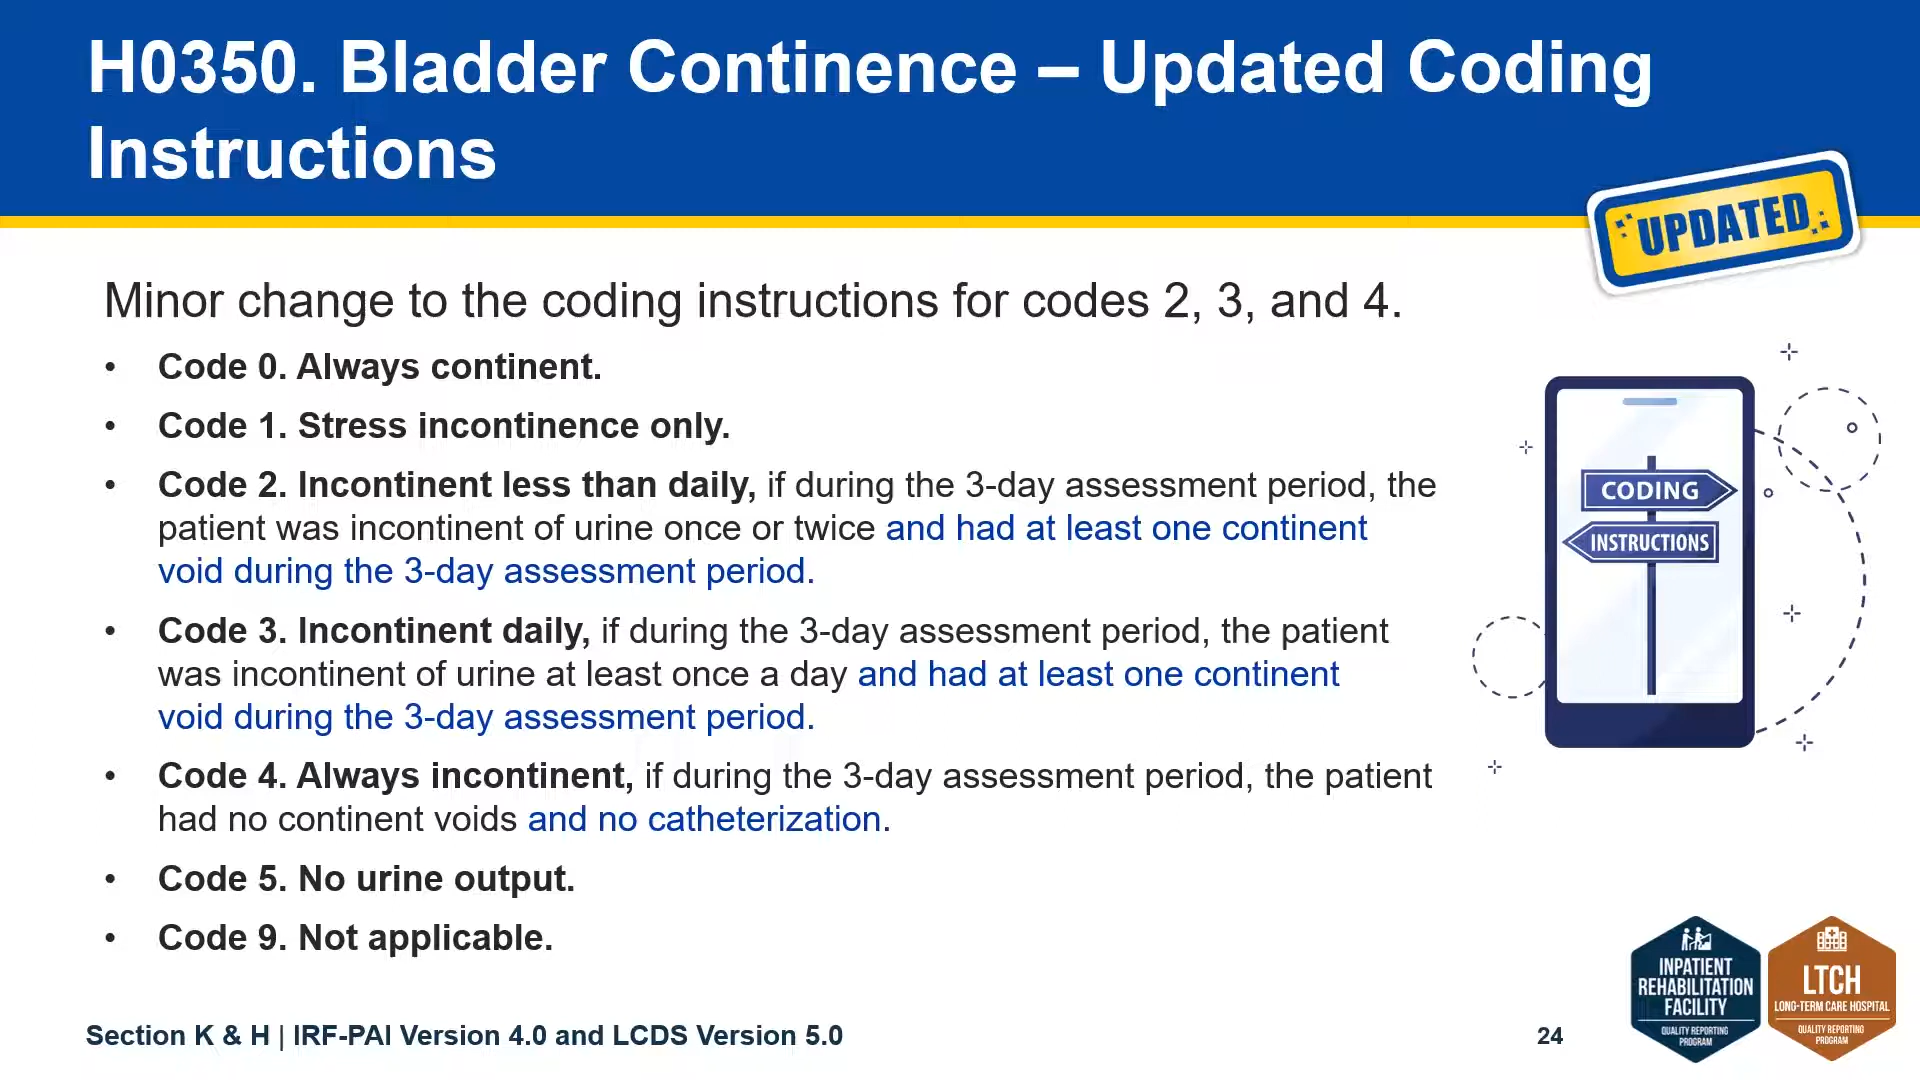 H0350. Bladder Continence – Updated Coding
Instructions
UPDATED
Minor change to the coding instructions for codes 2, 3, and 4.
• Code 0. Always continent.
• Code 1. Stress incontinence only.
• Code 2. Incontinent less than daily, if during the 3-day assessment period, the
patient was incontinent of urine once or twice and had at least one continent
void during the 3-day assessment period.
• Code 3. Incontinent daily, if during the 3-day assessment period, the patient
was incontinent of urine at least once a day and had at least one continent
void during the 3-day assessment period.
• Code 4. Always incontinent, if during the 3-day assessment period, the patient
had no continent voids and no catheterization.
• Code 5. No urine output.
• Code 9. Not applicable.
CODING
INSTRUCTIONS
Section K & H | IRF-PAI Version 4.0 and LCDS Version 5.0
24
INPATIENT
REHABILITATION
FACILITY
QUALITY REPORTING
PROGRAM
LTCH
LONG-TERM CARE HOSPITAL
QUALITY REPORTING
PROGRAM